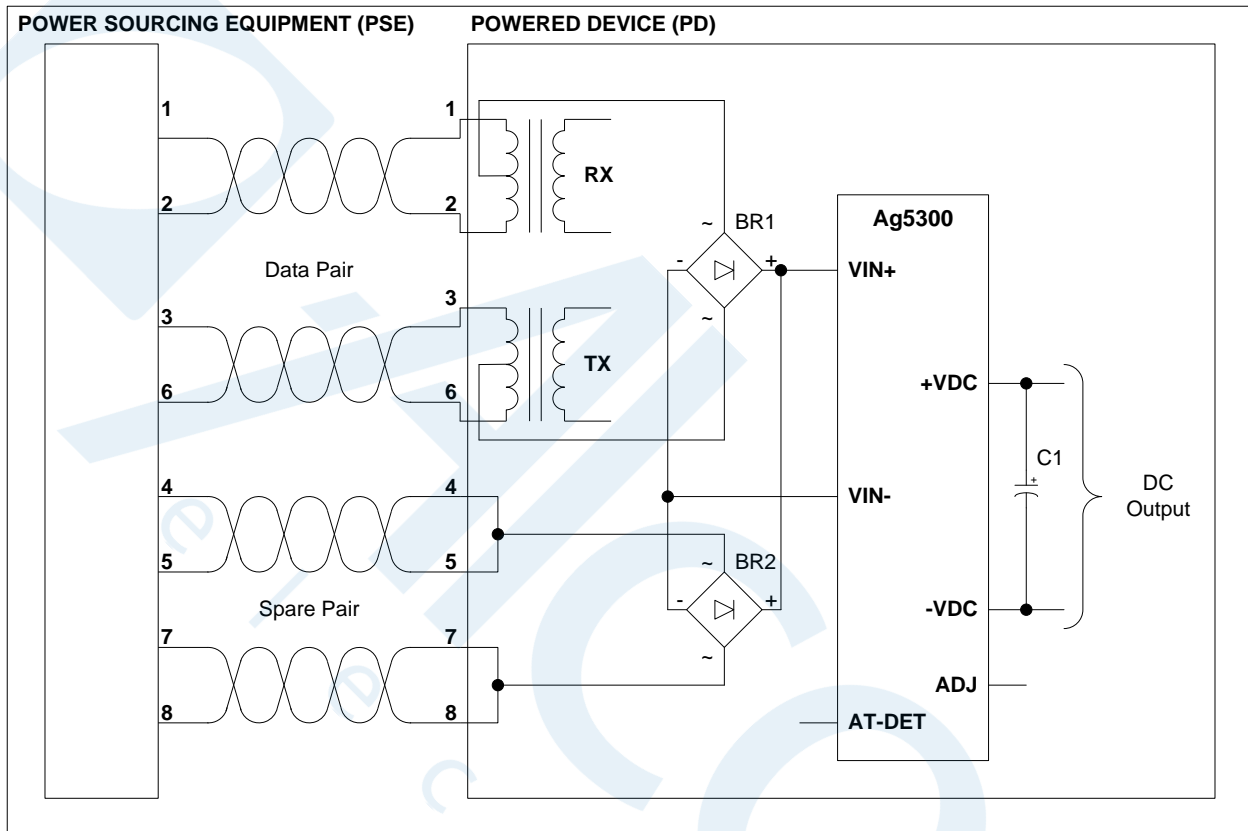 POWER SOURCING EQUIPMENT (PSE)
POWERED DEVICE (PD)
1
1
2
2
RX
Data Pair
3
3
6
6
TX
4
4
5
5
Spare Pair
7
7
8
8
~
BR1
-
+
~
~
BR2
-
+
~
Ag5300
VIN+
+VDC
VIN-
-VDC
ADJ
AT-DET
C1
+
DC
Output